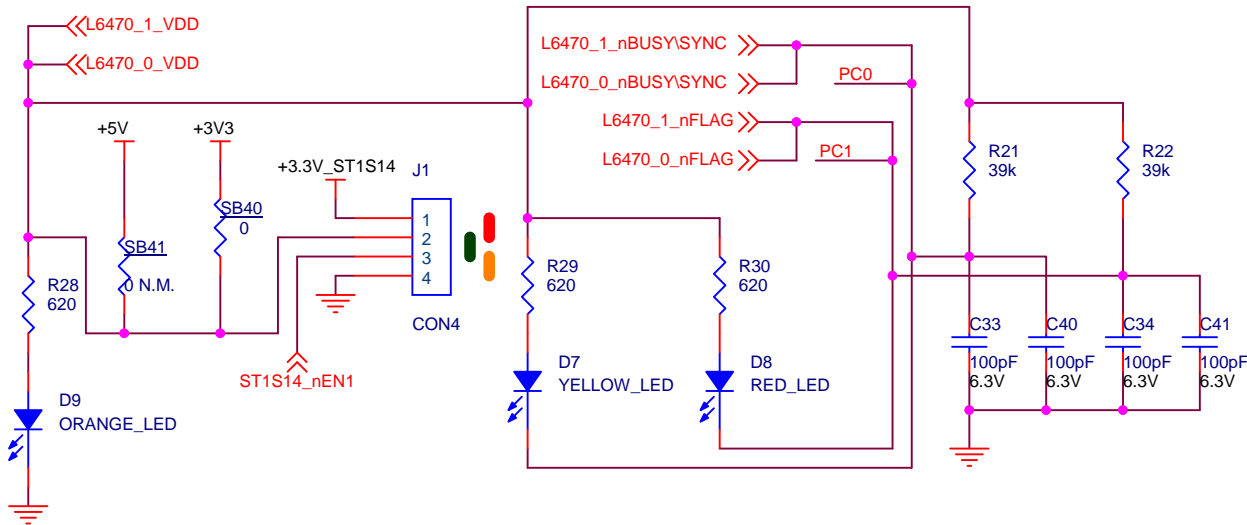 L6470_1_VDD
L6470_0_VDD
L6470_1_nBUSY\SYNC
L6470_0_nBUSY\SYNC
PC0
L6470_1_nFLAG
L6470_0_nFLAG
PC1
+5V
+3V3
+3.3V_ST1S14
J1
1
2
3
4
CON4
SB40
0
SB41
0 N.M.
R28
620
ST1S14_nEN1
D9
ORANGE_LED
R29
620
R30
620
D7
YELLOW_LED
D8
RED_LED
R21
39k
R22
39k
C33
100pF
6.3V
C40
100pF
6.3V
C34
100pF
6.3V
C41
100pF
6.3V